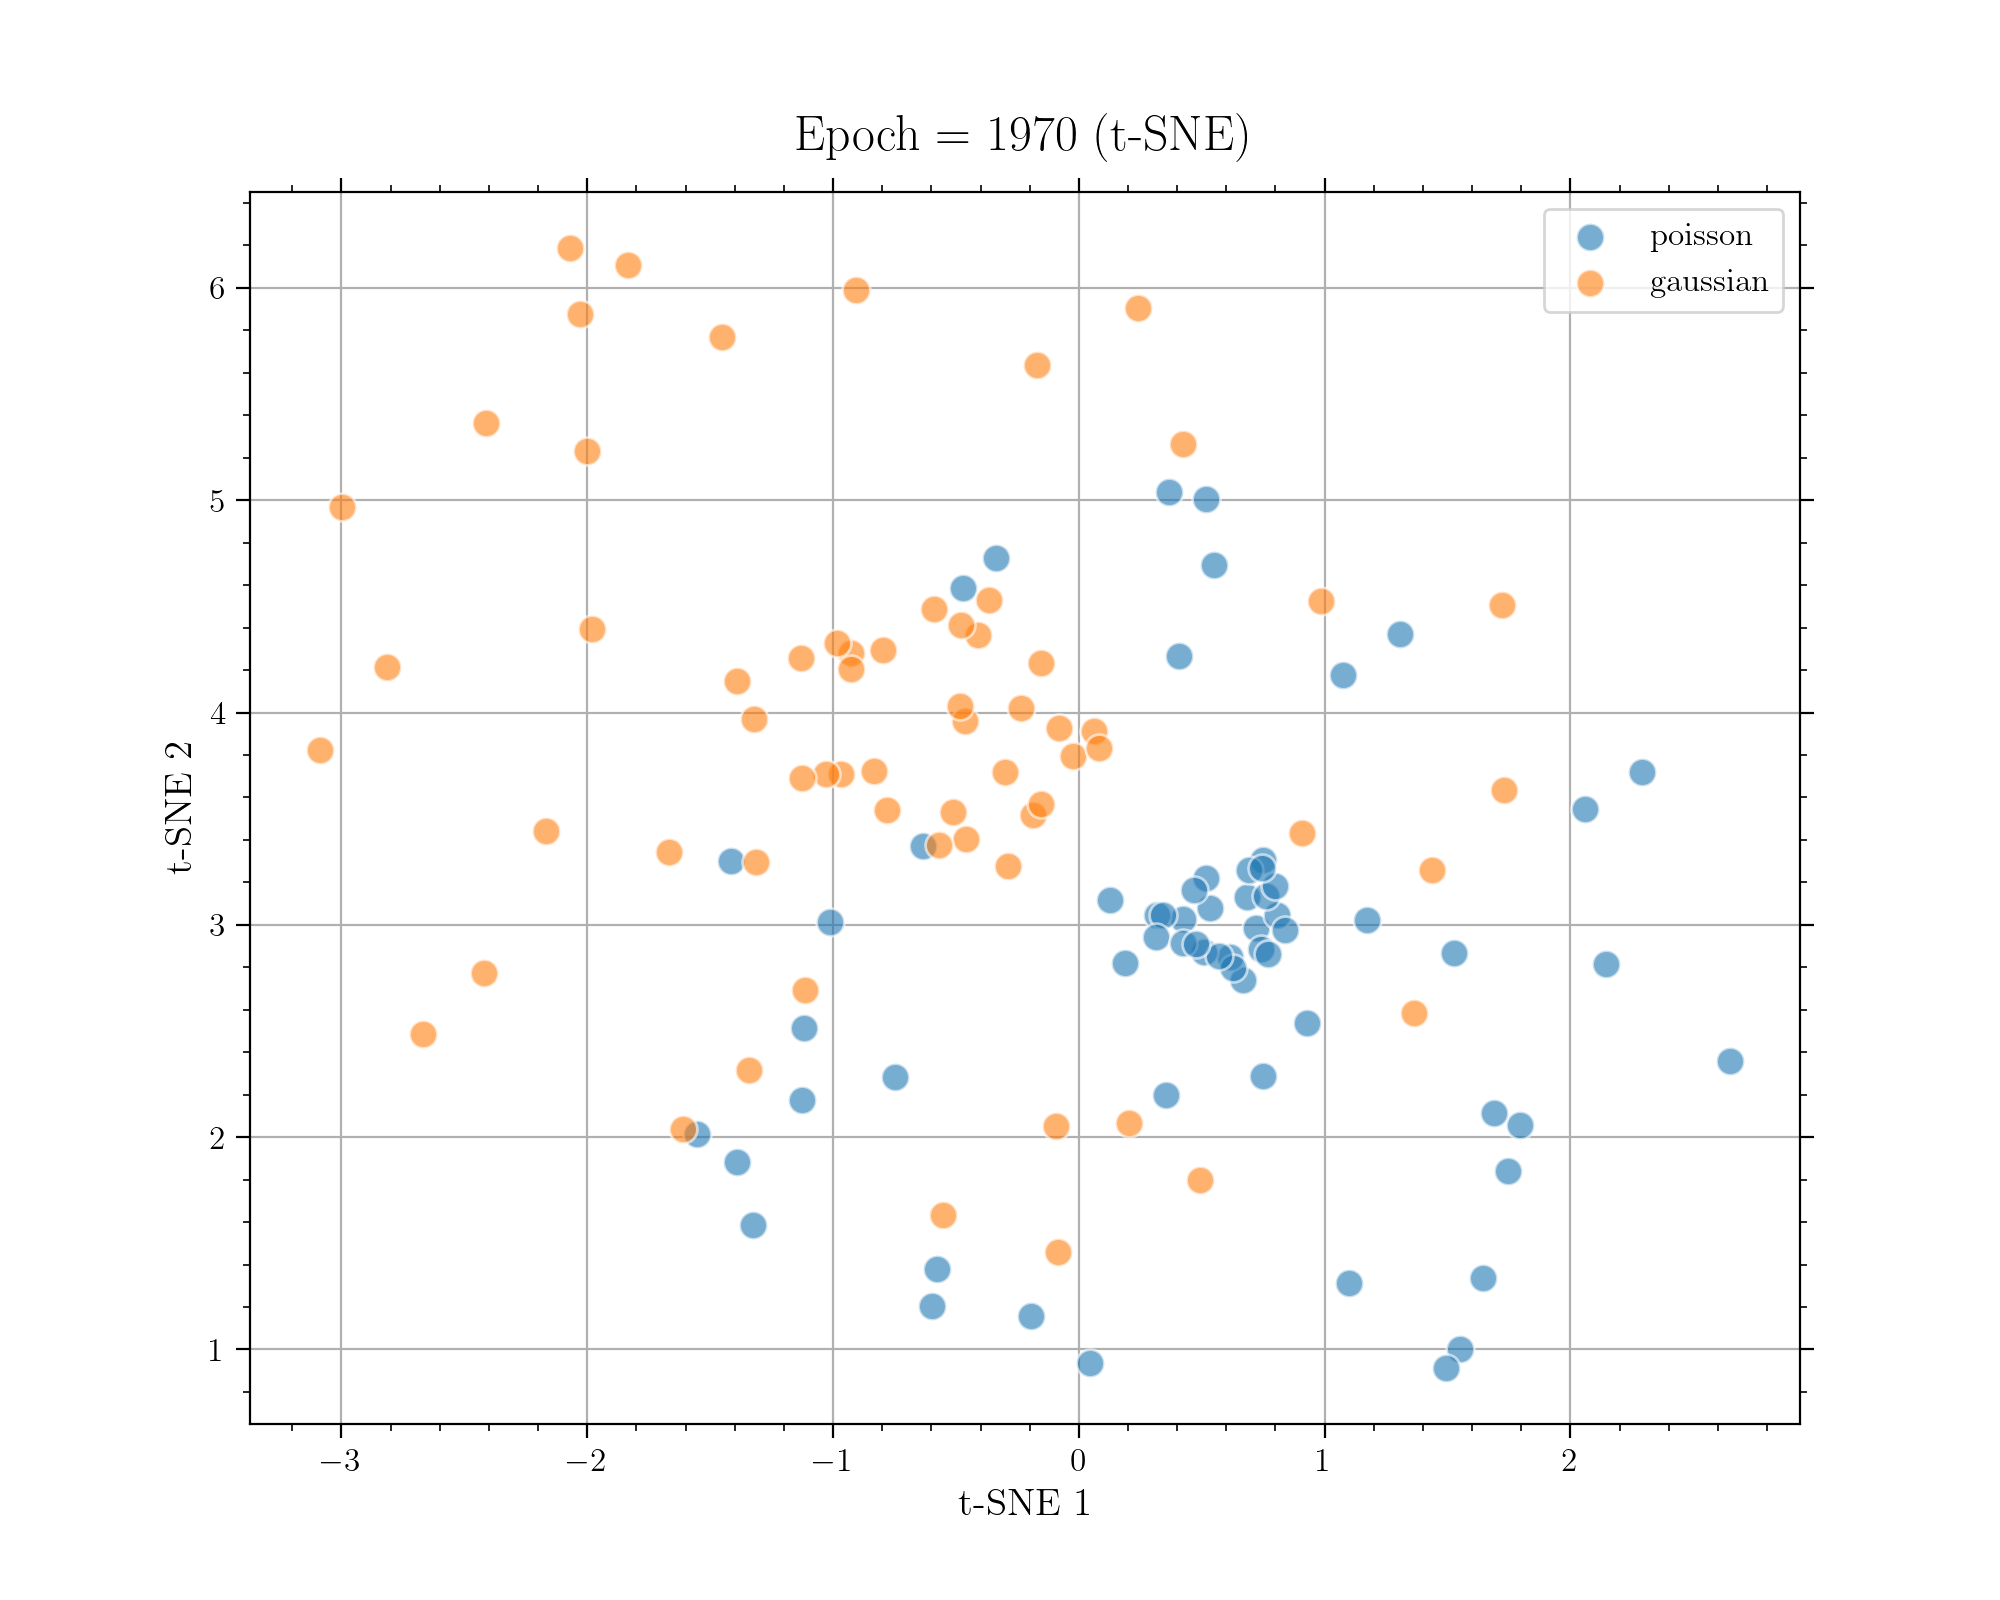 Epoch = 1970 (t-SNE)
poisson
gaussian
6
5
4
3
2
1
t-SNE 2
−3
−2
−1
0
1
2
t-SNE 1